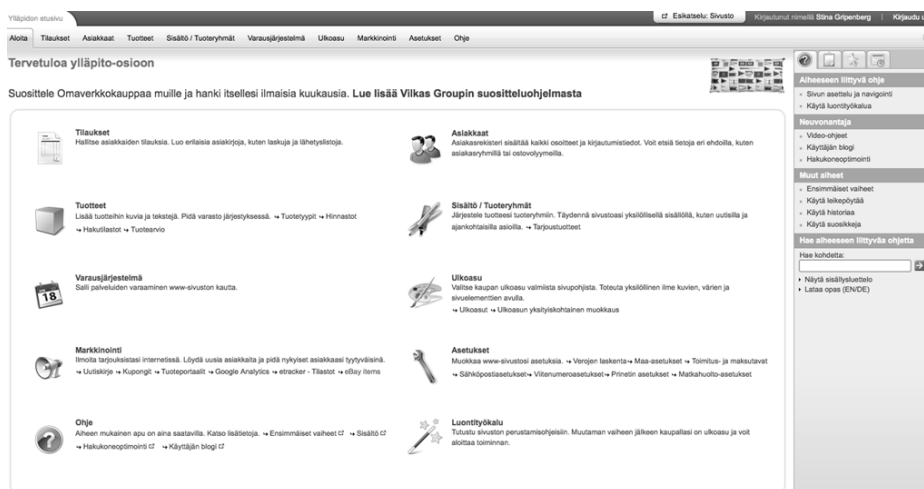 Ylläpidon etusivu
Esikatselu: Sivusto
Kirjautunut nimellä Stina Gripenberg | Kirjaudu u
Aloita Tilaukset Asiakkaat Tuotteet Sisältö / Tuoteryhmät Varausjärjestelmä Ulkoasu Markkinointi Asetukset Ohje
Tervetuloa ylläpito-osioon
Suosittele Omaverkkokauppaa muille ja hanki itsellesi ilmaisia kuukausia. Lue lisää Vilkas Groupin suositteluohjelmasta
Tilaukset
Hallitse asiakkaiden tilauksia. Luo erilaisia asiakirjoja, kuten laskuja ja lähetyslistoja.
Asiakkaat
Asiakasrekisteri sisältää kaikki osoitteet ja kirjautumistiedot. Voit etsiä tietoja eri ehdoilla, kuten
asiakasryhmillä tai ostovolyymeilla.
Tuotteet
Lisää tuotteihin kuvia ja tekstejä. Pidä varasto järjestyksessä. Tuotetyypit Hinnastot
Hakutilastot Tuotearvio
Sisältö / Tuoteryhmät
Järjestele tuotteesi tuoteryhmiin. Täydennä sivustoasi yksilöllisellä sisällöllä, kuten uutisilla ja
ajankohtaisilla asioilla. Tarjoustuotteet
Varausjärjestelmä
Salli palveluiden varaaminen www-sivuston kautta.
18
Ulkoasu
Valitse kaupan ulkoasu valmiista sivupohjista. Toteuta yksilöllinen ilme kuvien, värien ja
sivuelementtien avulla.
Ulkoasut Ulkoasun yksityiskohtainen muokkaus
Markkinointi
Ilmoita tarjouksistasi internetissä. Löydä uusia asiakkaita ja pidä nykyiset asiakkaasi tyytyväisinä.
Uutiskirje Kupongit Tuoteportaalit Google Analytics etracker - Tilastot eBay items
Asetukset
Muokkaa www-sivustosi asetuksia. Verojen laskenta Maa-asetukset Toimitus- ja maksutavat
Sähköpostiasetukset Viitenumeroasetukset Prinetin asetukset Matkahuolto-asetukset
Ohje
Aiheen mukainen apu on aina saatavilla. Katso lisätietoja. Ensimmäiset vaiheet Sisältö
Hakukoneoptimointi Käyttäjän blogi
Luontityökalu
Tutustu sivuston perustamisohjeisiin. Muutaman vaiheen jälkeen kaupallasi on ulkoasu ja voit
aloittaa toiminnan.
Aiheeseen liittyvä ohje
Sivun asettelu ja navigointi
Käytä luontityökalua
Neuvonantaja
Video-ohjeet
Käyttäjän blogi
Hakukoneoptimointi
Muut aiheet
Ensimmäiset vaiheet
Käytä leikepöytää
Käytä historiaa
Käytä suosikkeja
Hae aiheeseen liittyvää ohjetta
Hae kohdetta:
Näytä sisällysluettelo
Lataa opas (EN/DE)